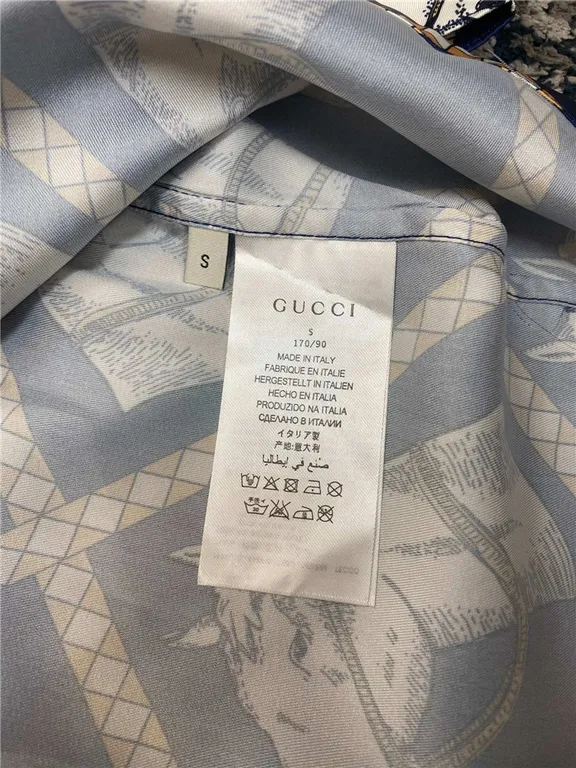 S
GUCCI
S
170/90
MADE IN ITALY
FABRIQUE EN ITALIE
HERGESTELLT IN ITALIEN
HECHO EN ITALIA
PRODUZIDO NA ITALIA
СДЕЛАНО В ИТАЛИИ
イタリア製
产地:意大利
صنع في إيطاليا